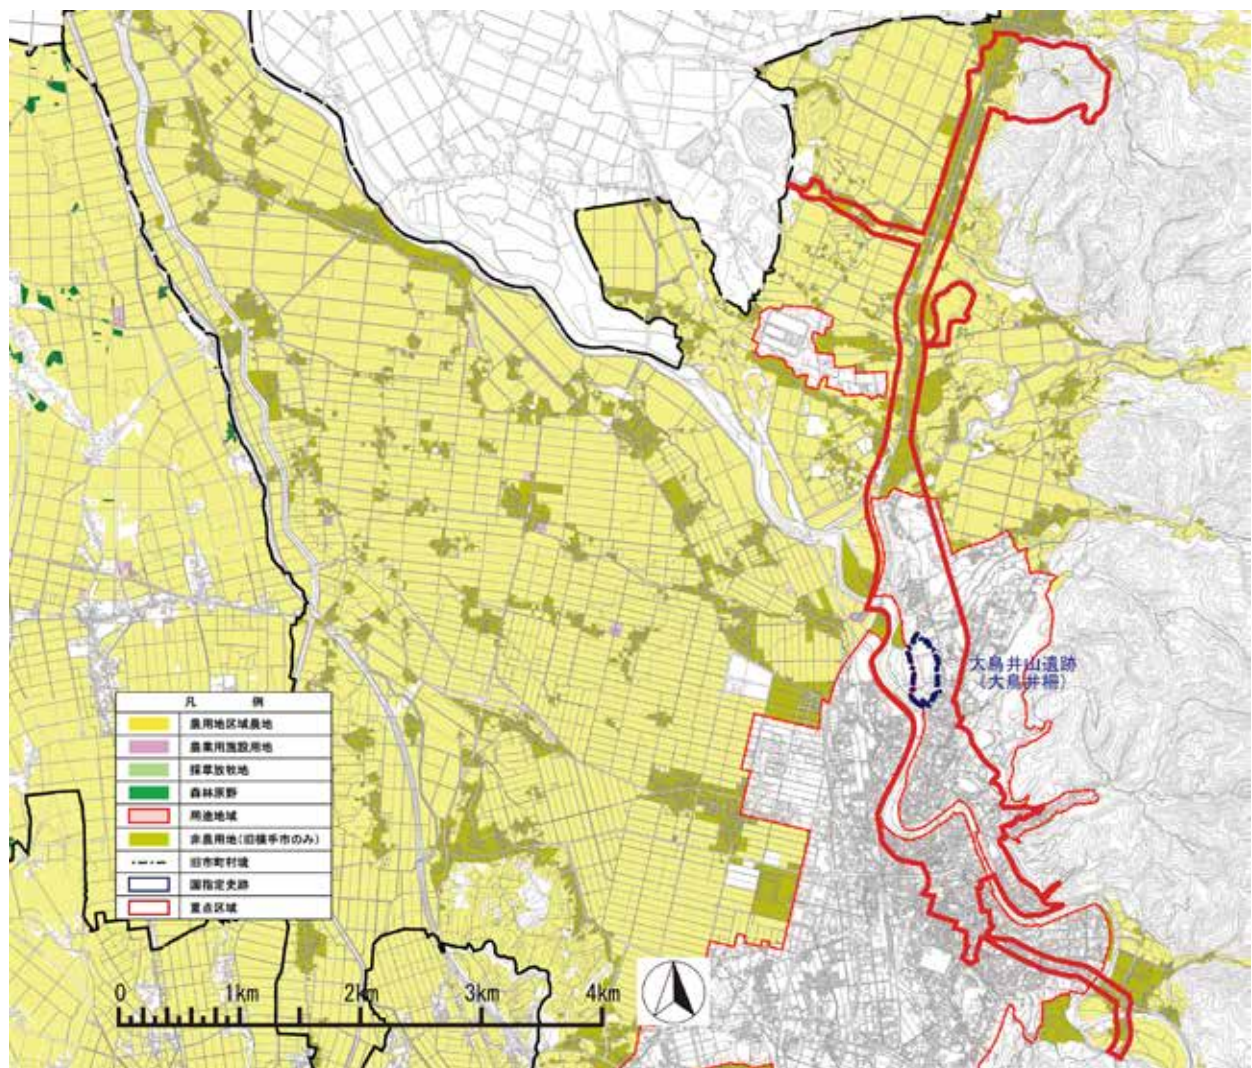 大鳥井山遺跡
（大鳥井柵）
凡 例
農用地区域農地
農業用施設用地
採草放牧地
森林原野
用途地域
非農用地（旧横手市のみ）
旧市町村境
国指定史跡
重点区域
0 1km 2km 3km 4km